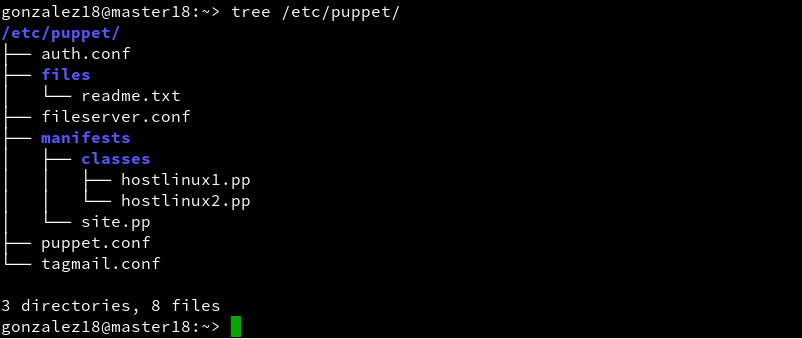 gonzalez18@master18:~> tree /etc/puppet/
/etc/puppet/
├── auth.conf
├── files
│   └── readme.txt
├── fileserver.conf
├── manifests
│   ├── classes
│   │   ├── hostlinux1.pp
│   │   └── hostlinux2.pp
│   └── site.pp
├── puppet.conf
└── tagmail.conf

3 directories, 8 files
gonzalez18@master18:~>